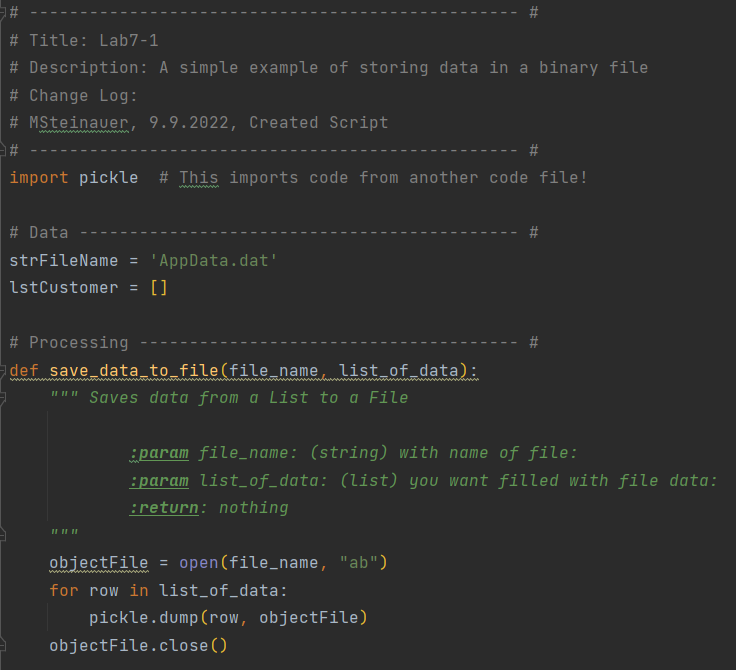 # ------------------------------------------------- #
# Title: Lab7-1
# Description: A simple example of storing data in a binary file
# Change Log:
# MSteinauer, 9.9.2022, Created Script
# ------------------------------------------------- #
import pickle  # This imports code from another code file!
# Data -------------------------------------------- #
strFileName = 'AppData.dat'
lstCustomer = []
# Processing -------------------------------------- #
def save_data_to_file(file_name, list_of_data):
    """ Saves data from a List to a File
            :param file_name: (string) with name of file:
            :param list_of_data: (list) you want filled with file data:
            :return: nothing
    """
    objectFile = open(file_name, "ab")
    for row in list_of_data:
        pickle.dump(row, objectFile)
    objectFile.close()